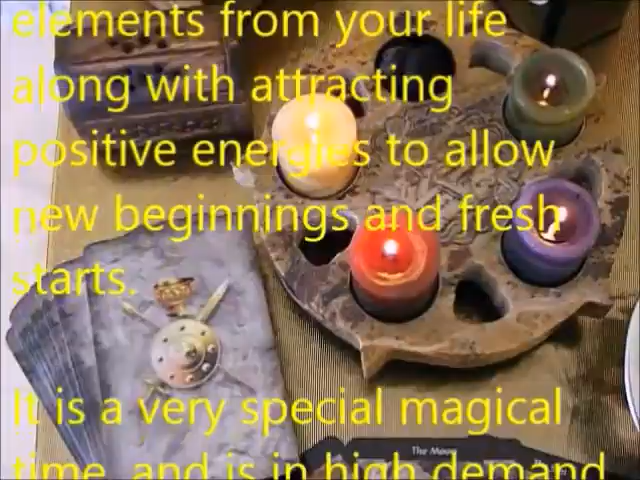 elements from your life
along with attracting
positive energies to allow
new beginnings and fresh
starts.
It is a very special magical
time, and is in high demand
The Moon